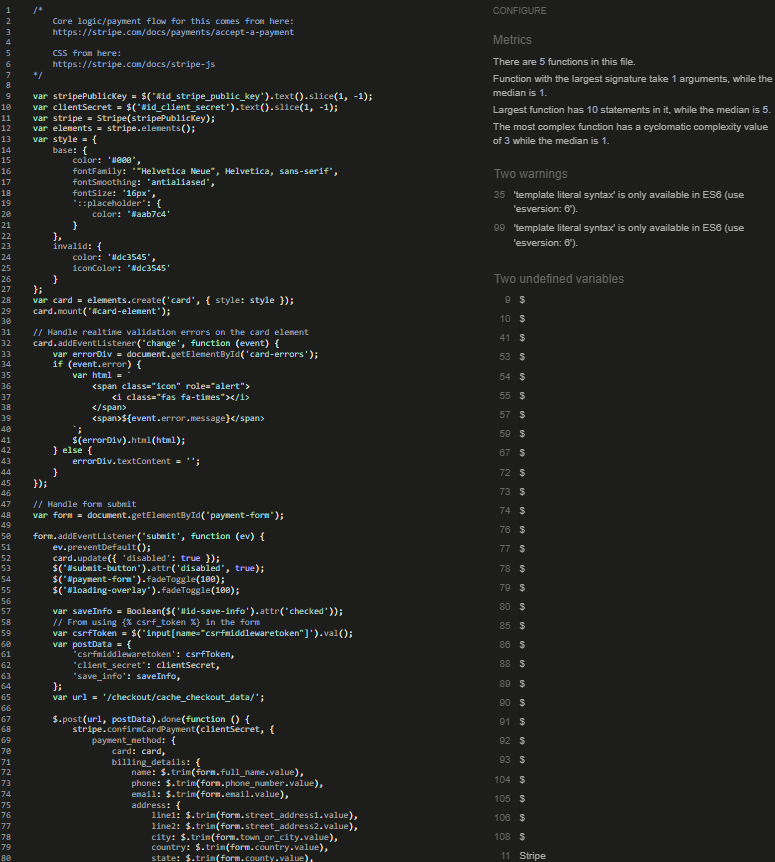 1 /*
2 Core logic/payment flow for this comes from here:
3 https://stripe.com/docs/payments/accept-a-payment
4
5 CSS from here:
6 https://stripe.com/docs/stripe-js
7 */
8
9 var stripePublicKey = $('#id_stripe_public_key').text().slice(1, -1);
10 var clientSecret = $('#id_client_secret').text().slice(1, -1);
11 var stripe = Stripe(stripePublicKey);
12 var elements = stripe.elements();
13 var style = {
14 base: {
15 color: '#000',
16 fontFamily: '"Helvetica Neue", Helvetica, sans-serif',
17 fontSmoothing: 'antialiased',
18 fontSize: '16px',
19 '::placeholder': {
20 color: '#aab7c4'
21 }
22 },
23 invalid: {
24 color: '#dc3545',
25 iconColor: '#dc3545'
26 }
27 };
28 var card = elements.create('card', { style: style });
29 card.mount('#card-element');
30
31 // Handle realtime validation errors on the card element
32 card.addEventListener('change', function (event) {
33 var errorDiv = document.getElementById('card-errors');
34 if (event.error) {
35 var html = `
36 <span class="icon" role="alert">
37 <i class="fas fa-times"></i>
38 </span>
39 <span>${event.error.message}</span>
40 `;
41 $(errorDiv).html(html);
42 } else {
43 errorDiv.textContent = '';
44 }
45 });
46
47 // Handle form submit
48 var form = document.getElementById('payment-form');
49
50 form.addEventListener('submit', function (ev) {
51 ev.preventDefault();
52 card.update({ 'disabled': true });
53 $('#submit-button').attr('disabled', true);
54 $('#payment-form').fadeToggle(100);
55 $('#loading-overlay').fadeToggle(100);
56
57 var saveInfo = Boolean($('#id-save-info').attr('checked'));
58 // From using {% csrf_token %} in the form
59 var csrfToken = $('input[name="csrfmiddlewaretoken"]').val();
60 var postData = {
61 'csrfmiddlewaretoken': csrfToken,
62 'client_secret': clientSecret,
63 'save_info': saveInfo,
64 };
65 var url = '/checkout/cache_checkout_data/';
66
67 $.post(url, postData).done(function () {
68 stripe.confirmCardPayment(clientSecret, {
69 payment_method: {
70 card: card,
71 billing_details: {
72 name: $.trim(form.full_name.value),
73 phone: $.trim(form.phone_number.value),
74 email: $.trim(form.email.value),
75 address: {
76 line1: $.trim(form.street_address1.value),
77 line2: $.trim(form.street_address2.value),
78 city: $.trim(form.town_or_city.value),
79 country: $.trim(form.country.value),
80 state: $.trim(form.county.value),
CONFIGURE
Metrics
There are 5 functions in this file.
Function with the largest signature take 1 arguments, while the
median is 1.
Largest function has 10 statements in it, while the median is 5.
The most complex function has a cyclomatic complexity value
of 3 while the median is 1.
Two warnings
35 'template literal syntax' is only available in ES6 (use
'esversion: 6').
99 'template literal syntax' is only available in ES6 (use
'esversion: 6').
Two undefined variables
9 $
10 $
41 $
53 $
54 $
55 $
57 $
59 $
67 $
72 $
73 $
74 $
76 $
77 $
78 $
79 $
80 $
85 $
86 $
88 $
89 $
90 $
91 $
92 $
93 $
104 $
105 $
106 $
108 $
11 Stripe